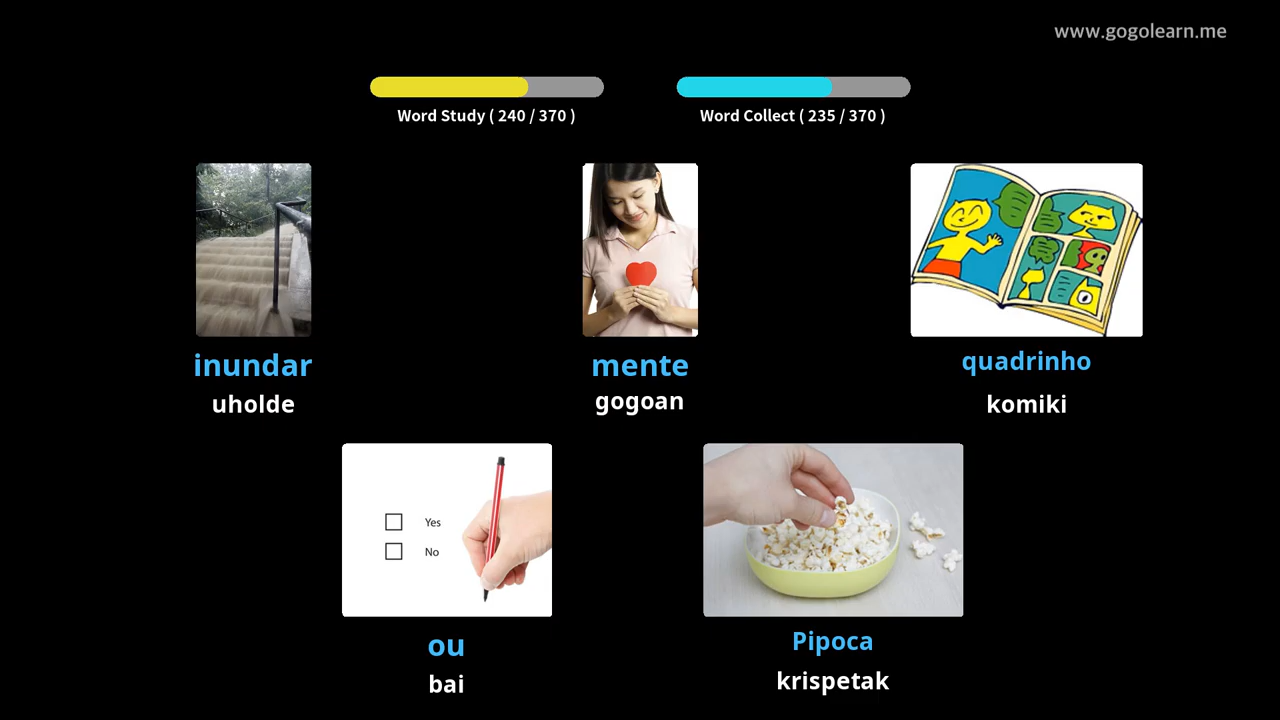 www.gogolearn.me
Word Study ( 240 / 370 )
Word Collect ( 235 / 370 )
inundar
uholde
mente
gogoan
quadrinho
komiki
Yes
No
ou
bai
Pipoca
krispetak